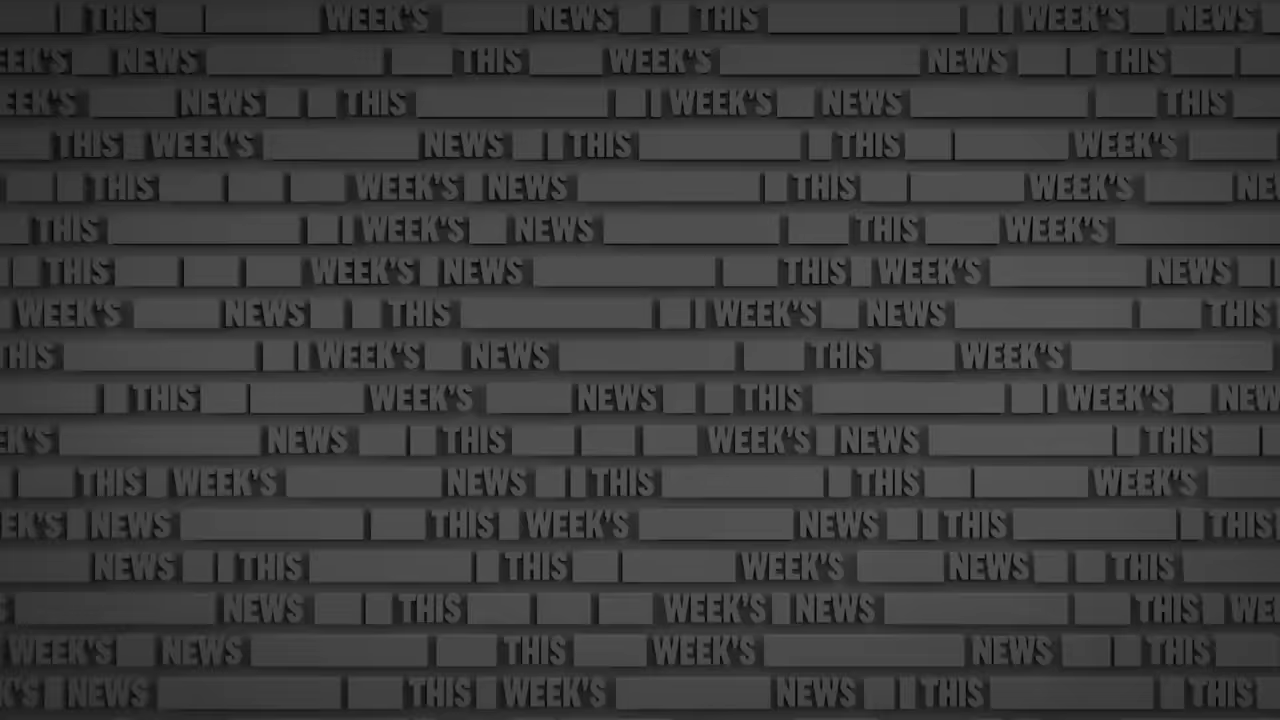 THIS WEEK'S NEWS THIS WEEK'S NEWS
EEK'S NEWS THIS WEEK'S NEWS THIS
EEK'S NEWS THIS WEEK'S NEWS THIS
THIS WEEK'S NEWS THIS THIS WEEK'S
THIS WEEK'S NEWS THIS WEEK'S NE
THIS WEEK'S NEWS THIS WEEK'S
THIS WEEK'S NEWS THIS WEEK'S NEWS
WEEK'S NEWS THIS WEEK'S NEWS THIS
THIS WEEK'S NEWS THIS WEEK'S
THIS WEEK'S NEWS THIS WEEK'S NEW
EK'S NEWS THIS WEEK'S NEWS THIS
THIS WEEK'S NEWS THIS THIS WEEK'S
EK'S NEWS THIS WEEK'S NEWS THIS THIS
NEWS THIS THIS WEEK'S NEWS THIS
S NEWS THIS WEEK'S NEWS THIS WE
WEEK'S NEWS THIS WEEK'S NEWS THIS
K'S NEWS THIS WEEK'S NEWS THIS THIS